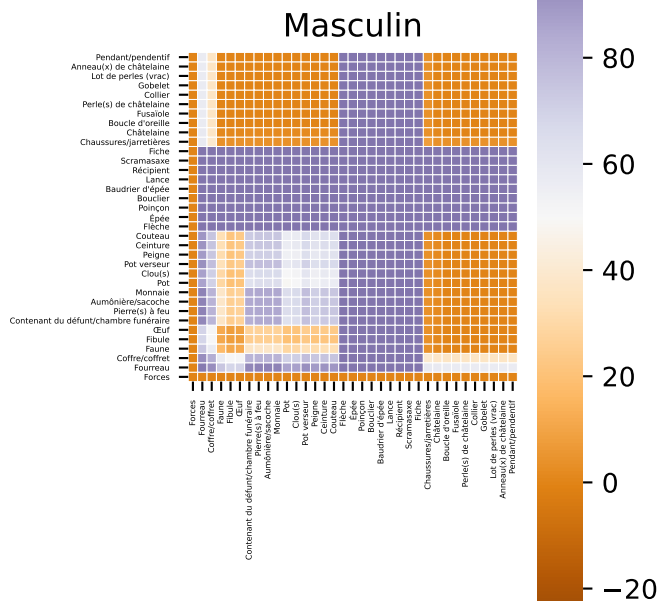 Masculin
Pendant/pendentif
Anneau(x) de châtelaine
Lot de perles (vrac)
Gobelet
Collier
Perle(s) de châtelaine
Fusaïole
Boucle d'oreille
Châtelaine
Chaussures/jarretières
Fiche
Scramasaxe
Récipient
Lance
Baudrier d'épée
Bouclier
Poinçon
Épée
Flèche
Couteau
Ceinture
Peigne
Pot verseur
Clou(s)
Pot
Monnaie
Aumônière/sacoche
Pierre(s) à feu
Contenant du défunt/chambre funéraire
Œuf
Fibule
Faune
Coffre/coffret
Fourreau
Forces
Forces
Fourreau
Coffre/coffret
Faune
Fibule
Œuf
Contenant du défunt/chambre funéraire
Pierre(s) à feu
Aumônière/sacoche
Monnaie
Pot
Clou(s)
Pot verseur
Peigne
Ceinture
Couteau
Flèche
Épée
Poinçon
Bouclier
Baudrier d'épée
Lance
Récipient
Scramasaxe
Fiche
Chaussures/jarretières
Châtelaine
Boucle d'oreille
Fusaïole
Perle(s) de châtelaine
Collier
Gobelet
Lot de perles (vrac)
Anneau(x) de châtelaine
Pendant/pendentif
80
60
40
20
0
−20